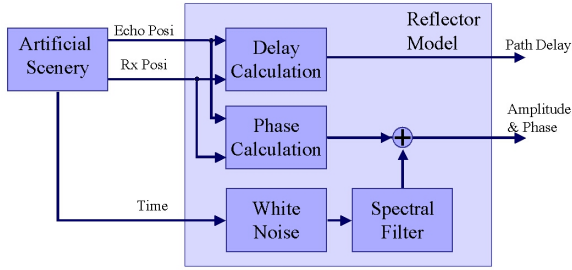 Echo Posi
Reflector
Model
Artificial
Scenery
Delay
Calculation
Path Delay
Rx Posi
Amplitude
& Phase
Phase
Calculation
+
Time
White
Noise
Spectral
Filter